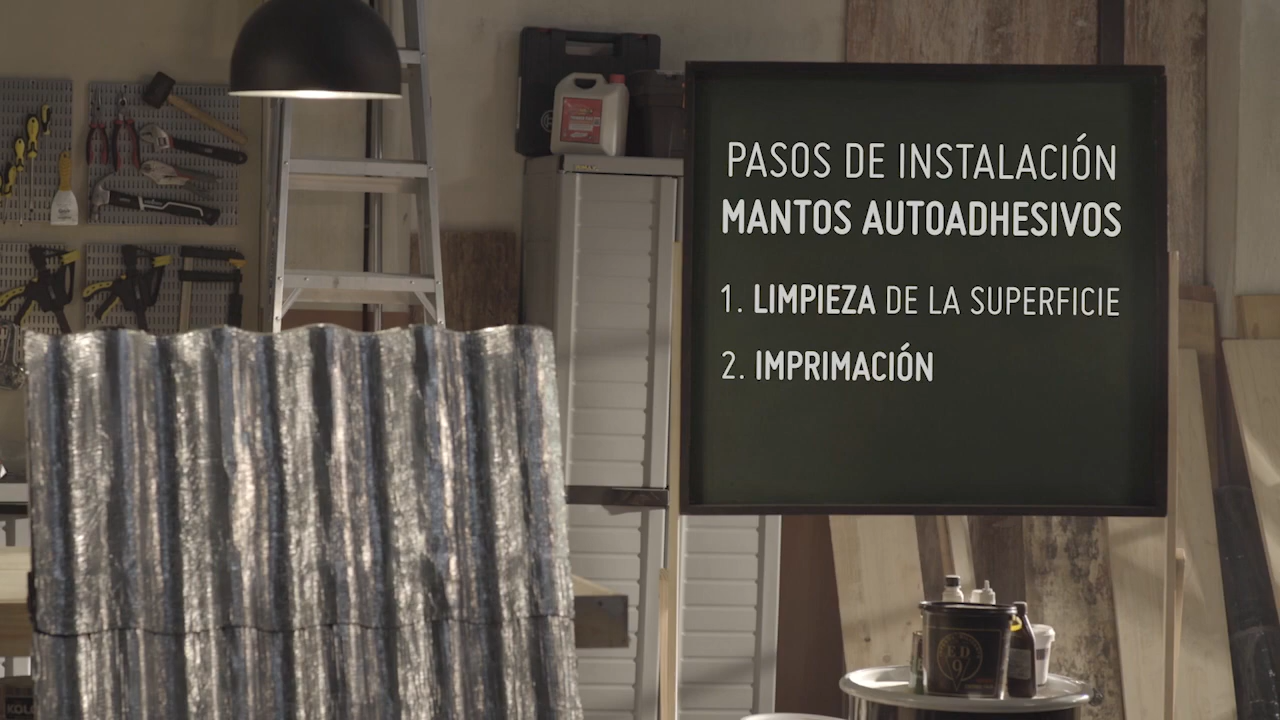 PASOS DE INSTALACIÓN
MANTOS AUTOADHESIVOS
1. LIMPIEZA DE LA SUPERFICIE
2. IMPRIMACIÓN